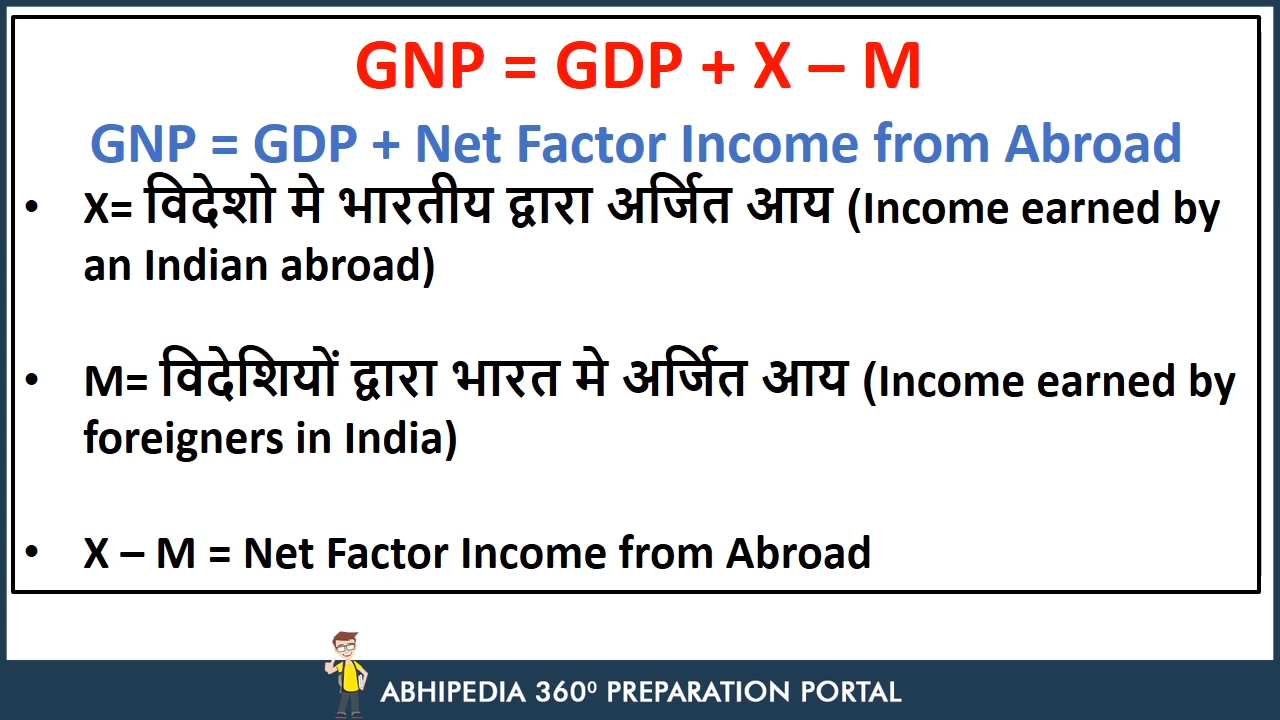 GNP = GDP + X – M
GNP = GDP + Net Factor Income from Abroad
• X= विदेशो मे भारतीय द्वारा अर्जित आय (Income earned by
an Indian abroad)
• M= विदेशियों द्वारा भारत मे अर्जित आय (Income earned by
foreigners in India)
• X – M = Net Factor Income from Abroad
ABHIPEDIA 360⁰ PREPARATION PORTAL